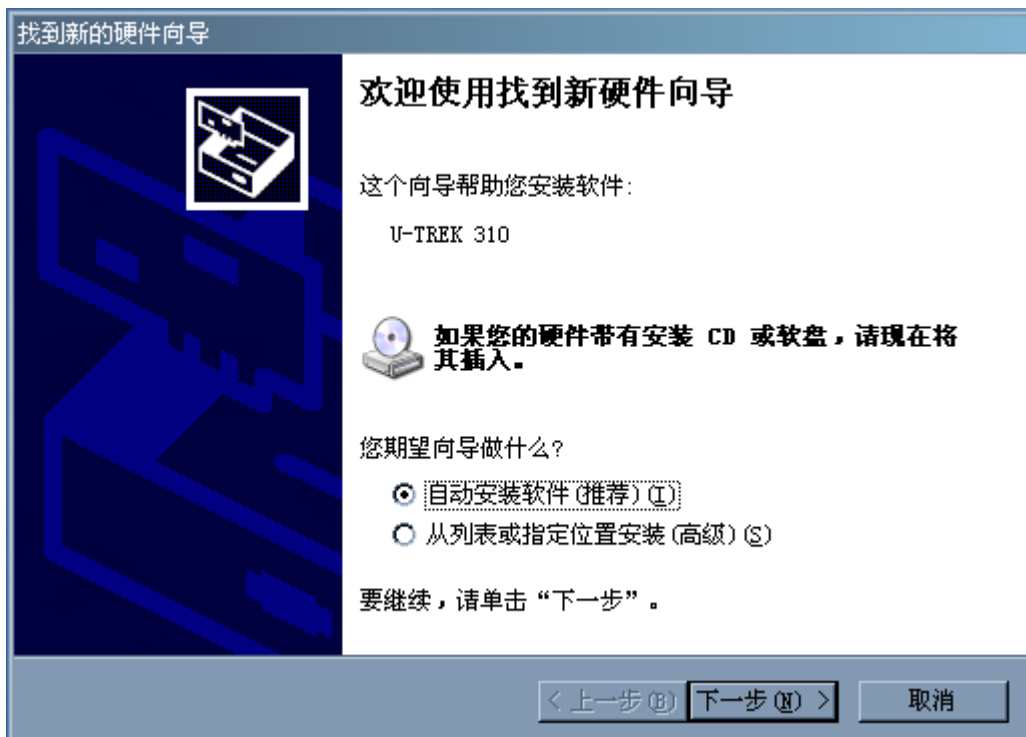 找到新的硬件向导
欢迎使用找到新硬件向导
这个向导帮助您安装软件:
U-TREK 310
如果您的硬件带有安装 CD 或软盘，请现在将
其插入。
您期望向导做什么?
自动安装软件(推荐)(I)
从列表或指定位置安装(高级)(S)
要继续，请单击“下一步”。
< 上一步(B) 下一步(N) > 取消